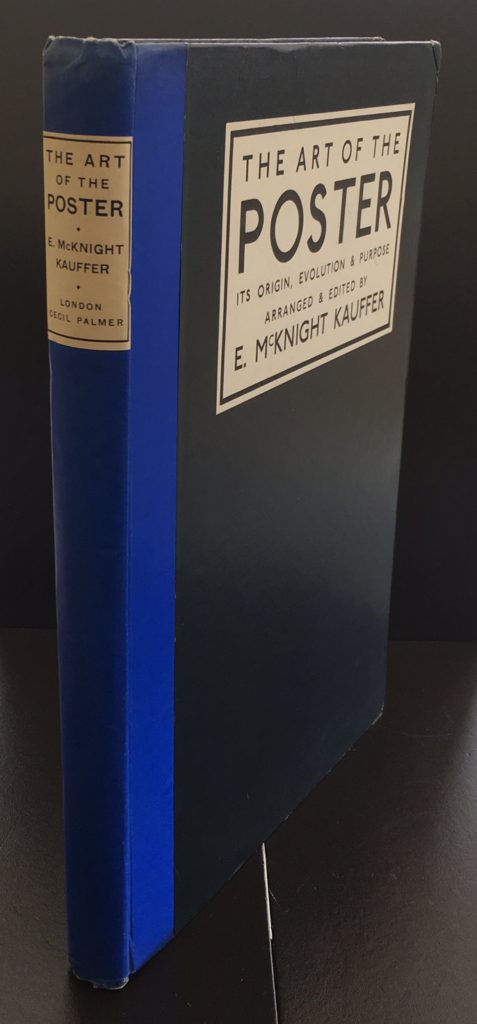 THE ART
OF THE
POSTER
•
E. McKNIGHT
KAUFFER
•
LONDON
CECIL PALMER
THE ART OF THE
POSTER
ITS ORIGIN, EVOLUTION & PURPOSE
ARRANGED & EDITED BY
E. McKNIGHT KAUFFER